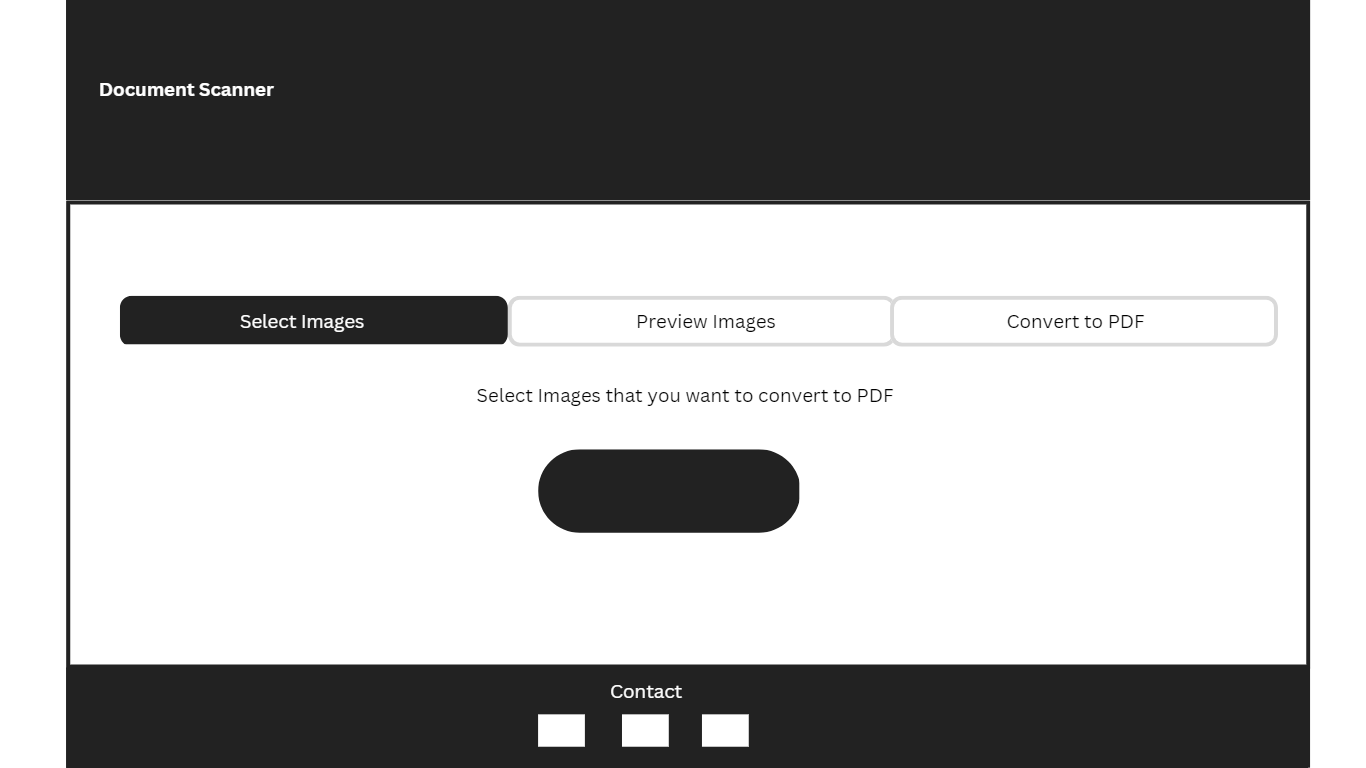 Document Scanner
Select Images
Preview Images
Convert to PDF
Select Images that you want to convert to PDF
Contact